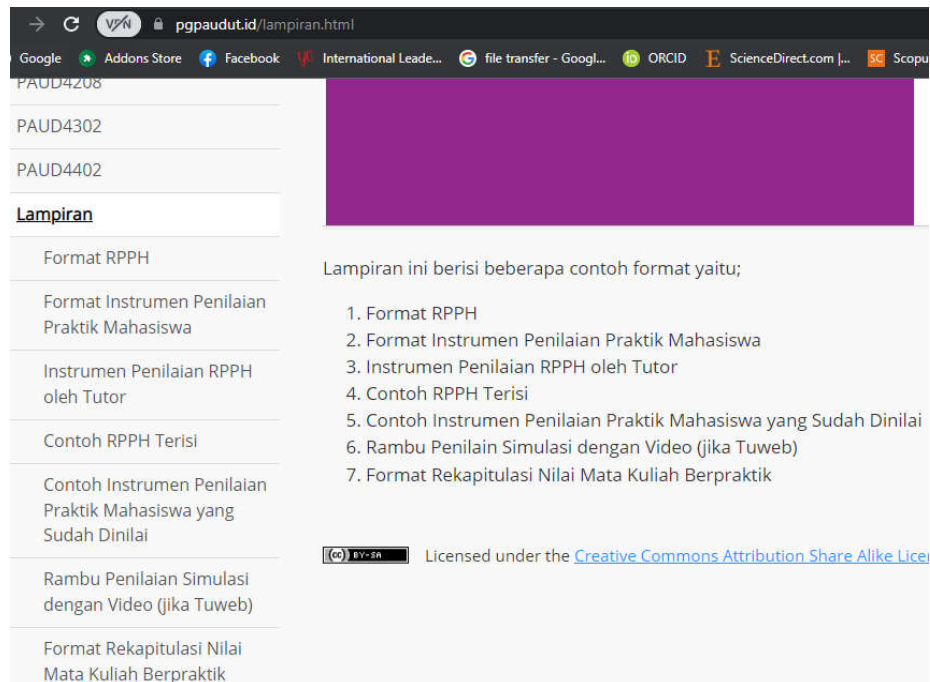 VPN pgpaudut.id/lampiran.html
Google Addons Store Facebook International Leade... file transfer - Googl... ORCID ScienceDirect.com |... Scopu
PAUD4208
PAUD4302
PAUD4402
Lampiran
Format RPPH
Format Instrumen Penilaian
Praktik Mahasiswa
Instrumen Penilaian RPPH
oleh Tutor
Contoh RPPH Terisi
Contoh Instrumen Penilaian
Praktik Mahasiswa yang
Sudah Dinilai
Rambu Penilaian Simulasi
dengan Video (jika Tuweb)
Format Rekapitulasi Nilai
Mata Kuliah Berpraktik
Lampiran ini berisi beberapa contoh format yaitu;
1. Format RPPH
2. Format Instrumen Penilaian Praktik Mahasiswa
3. Instrumen Penilaian RPPH oleh Tutor
4. Contoh RPPH Terisi
5. Contoh Instrumen Penilaian Praktik Mahasiswa yang Sudah Dinilai
6. Rambu Penilain Simulasi dengan Video (jika Tuweb)
7. Format Rekapitulasi Nilai Mata Kuliah Berpraktik
(cc) BY-SA Licensed under the Creative Commons Attribution Share Alike Licen